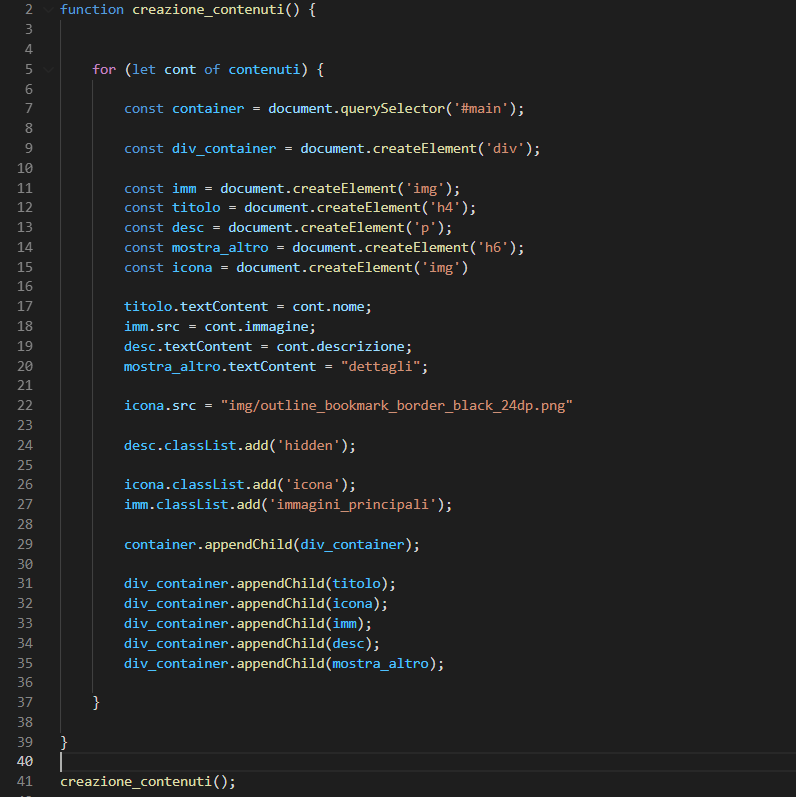 2 function creazione_contenuti() {
3
4
5 for (let cont of contenuti) {
6
7 const container = document.querySelector('#main');
8
9 const div_container = document.createElement('div');
10
11 const imm = document.createElement('img');
12 const titolo = document.createElement('h4');
13 const desc = document.createElement('p');
14 const mostra_altro = document.createElement('h6');
15 const icona = document.createElement('img')
16
17 titolo.textContent = cont.nome;
18 imm.src = cont.immagine;
19 desc.textContent = cont.descrizione;
20 mostra_altro.textContent = "dettagli";
21
22 icona.src = "img/outline_bookmark_border_black_24dp.png"
23
24 desc.classList.add('hidden');
25
26 icona.classList.add('icona');
27 imm.classList.add('immagini_principali');
28
29 container.appendChild(div_container);
30
31 div_container.appendChild(titolo);
32 div_container.appendChild(icona);
33 div_container.appendChild(imm);
34 div_container.appendChild(desc);
35 div_container.appendChild(mostra_altro);
36
37 }
38
39 }
40
41 creazione_contenuti();